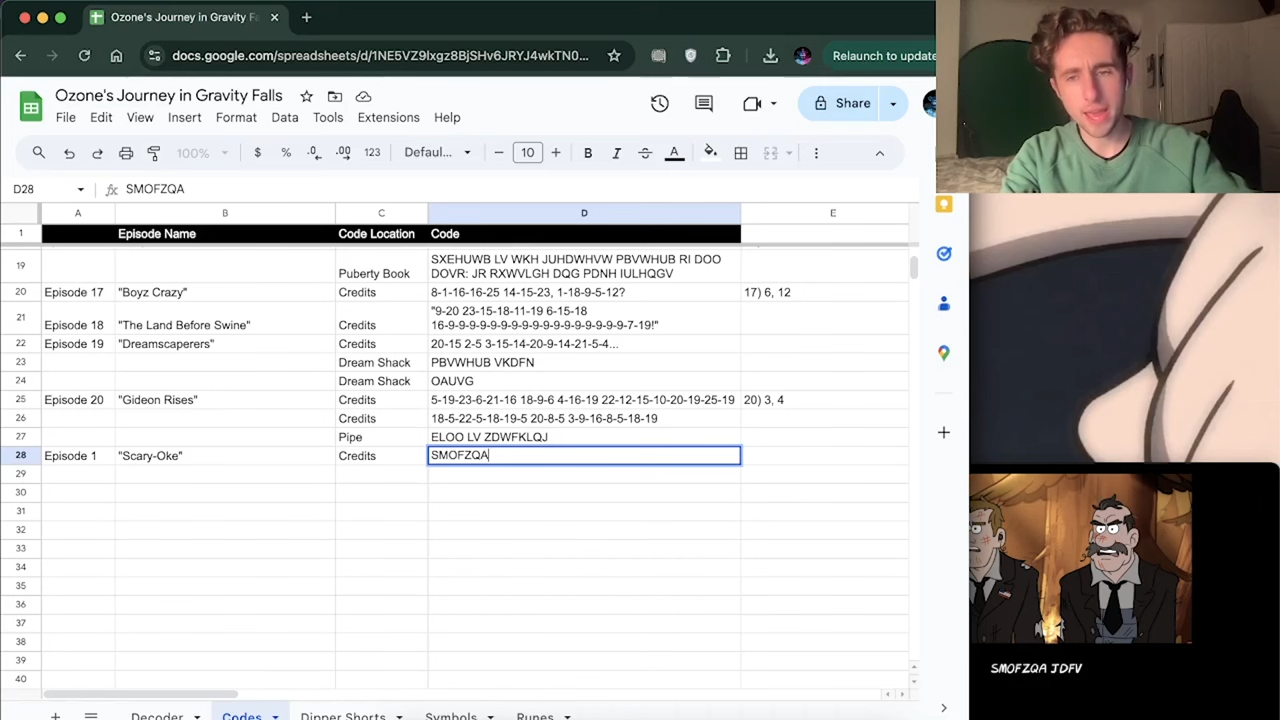 Ozone's Journey in Gravity Fa
docs.google.com/spreadsheets/d/1NE5VZ9lxgz8BjSHv6JRYJ4wkTN0...
Relaunch to update
Ozone's Journey in Gravity Falls
Share
File Edit View Insert Format Data Tools Extensions Help
100% $ % .0 .00 123 Defaul... 10 B I A
D28 fx SMOFZQA
A B C D E
1 Episode Name Code Location Code
19 Puberty Book SXEHUWB LV WKH JUHDWHVW PBVWHUB RI DOO
DOVR: JR RXWVLGH DQG PDNH IULHQGV
20 Episode 17 "Boyz Crazy" Credits 8-1-16-16-25 14-15-23, 1-18-9-5-12? 17) 6, 12
21 Episode 18 "The Land Before Swine" Credits "9-20 23-15-18-11-19 6-15-18
16-9-9-9-9-9-9-9-9-9-9-9-9-9-9-9-9-9-9-7-19!"
22 Episode 19 "Dreamscaperers" Credits 20-15 2-5 3-15-14-20-9-14-21-5-4...
23 Dream Shack PBVWHUB VKDFN
24 Dream Shack OAUVG
25 Episode 20 "Gideon Rises" Credits 5-19-23-6-21-16 18-9-6 4-16-19 22-12-15-10-20-19-25-19 20) 3, 4
26 Credits 18-5-22-5-18-19-5 20-8-5 3-9-16-8-5-18-19
27 Pipe ELOO LV ZDWFKLQJ
28 Episode 1 "Scary-Oke" Credits SMOFZQA
29
30
31
32
33
34
35
36
37
38
39
40
SMOFZQA JDFV
Decoder Codes Dipper Shorts Symbols Runes